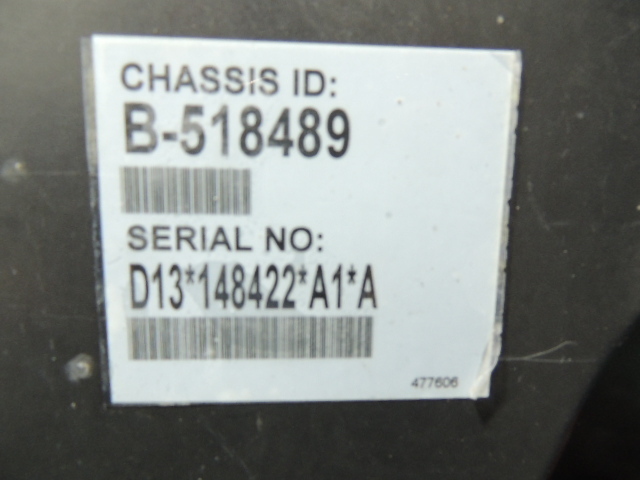 CHASSIS ID:
B-518489
SERIAL NO:
D13*148422*A1*A
477606